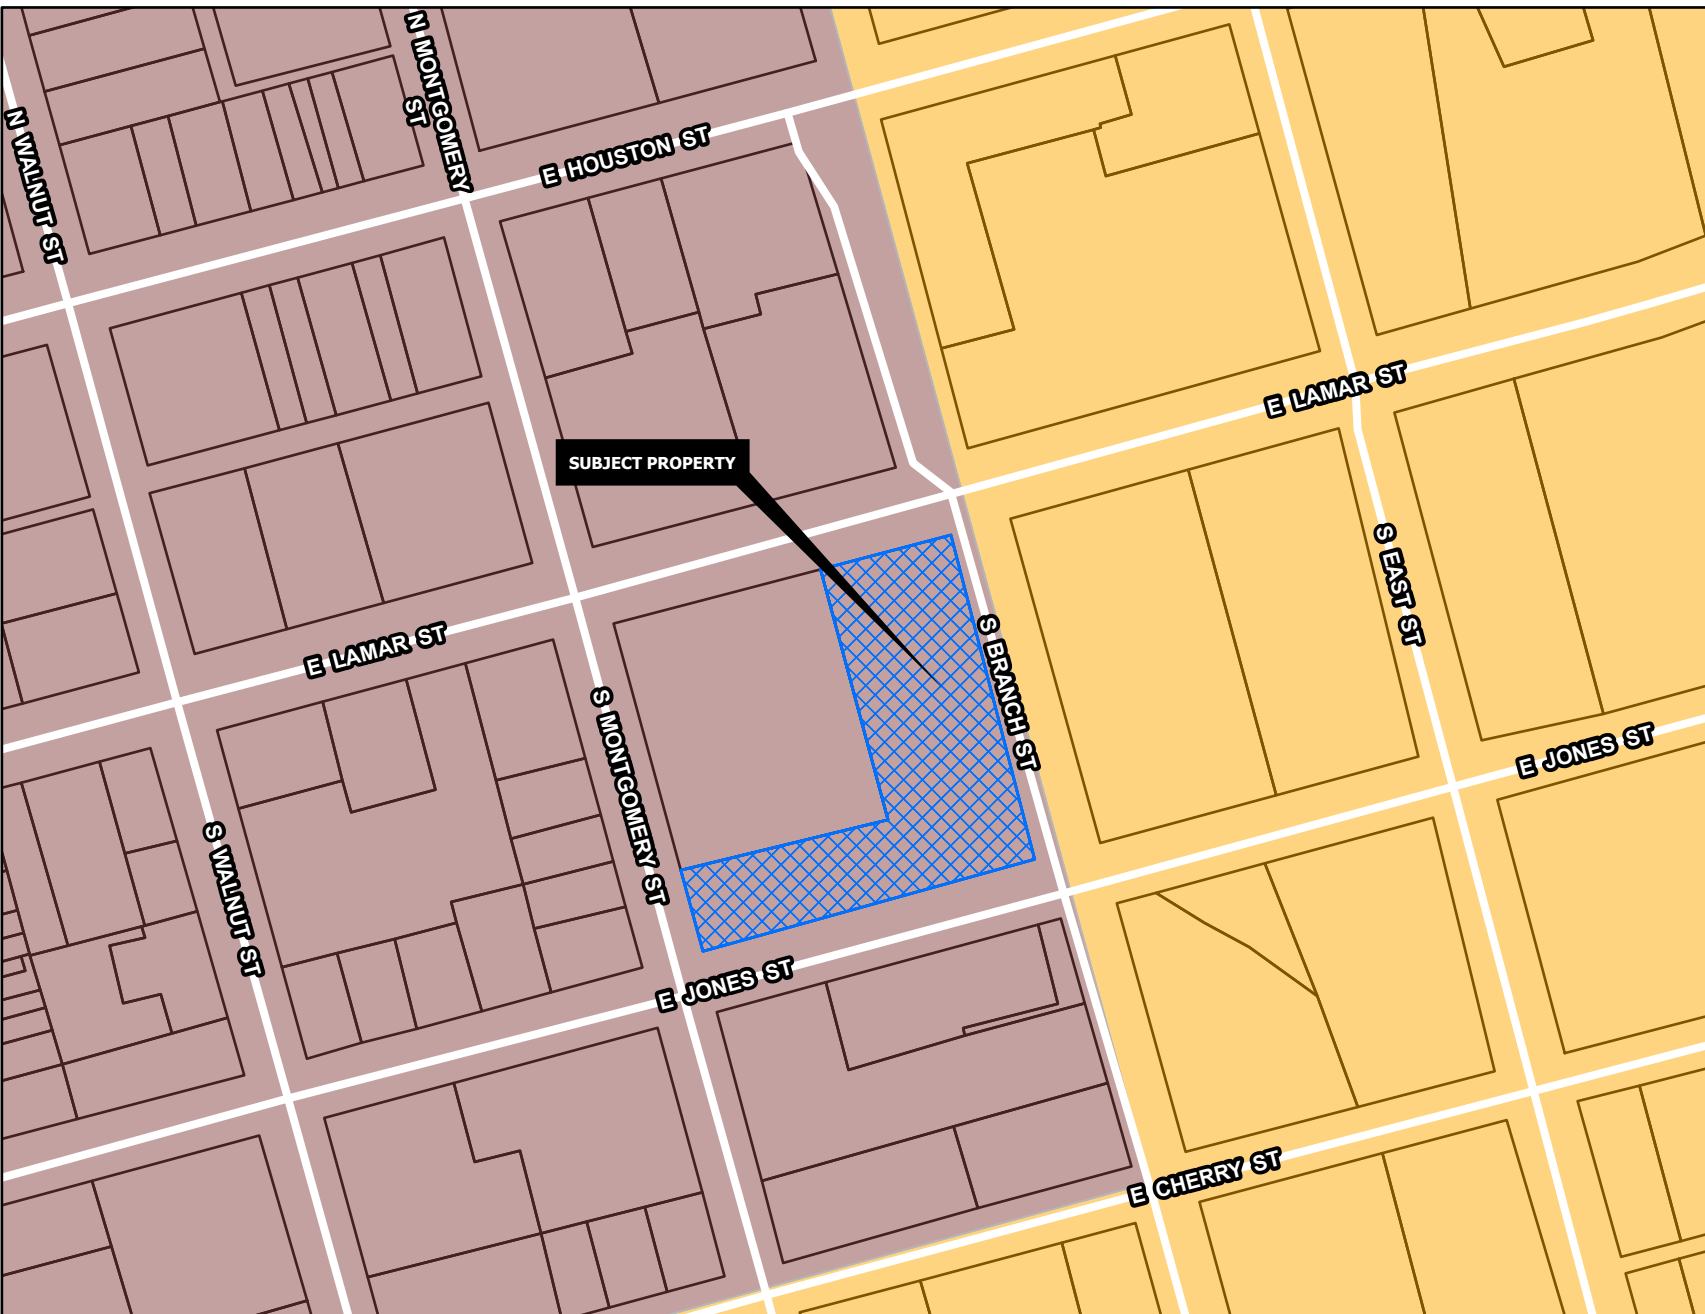 N MONTGOMERY
ST
N WALNUT ST
E HOUSTON ST
E LAMAR ST
SUBJECT PROPERTY
S EAST ST
E LAMAR ST
S BRANCH ST
S MONTGOMERY ST
E JONES ST
S WALNUT ST
E JONES ST
E CHERRY ST